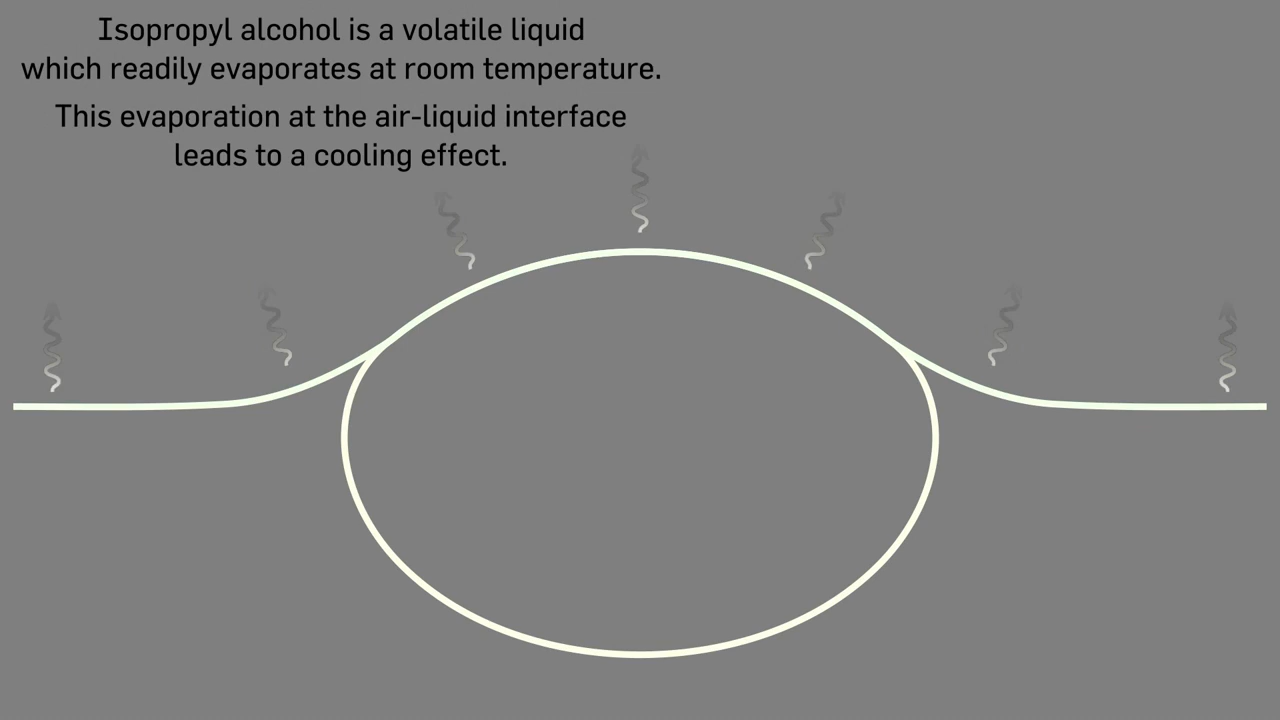 Isopropyl alcohol is a volatile liquid
which readily evaporates at room temperature.
This evaporation at the air-liquid interface
leads to a cooling effect.